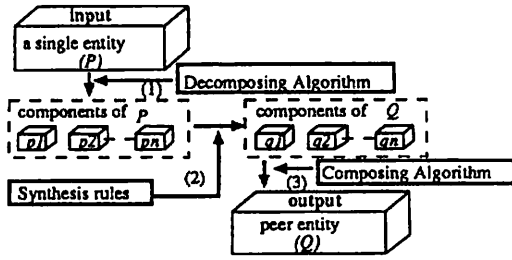 input
a single entity
(P)
(1)
Decomposing Algorithm
components of P
p1 p2 pn
components of Q
q1 q2 qn
(2)
Synthesis rules
(3)
Composing Algorithm
output
peer entity
(Q)